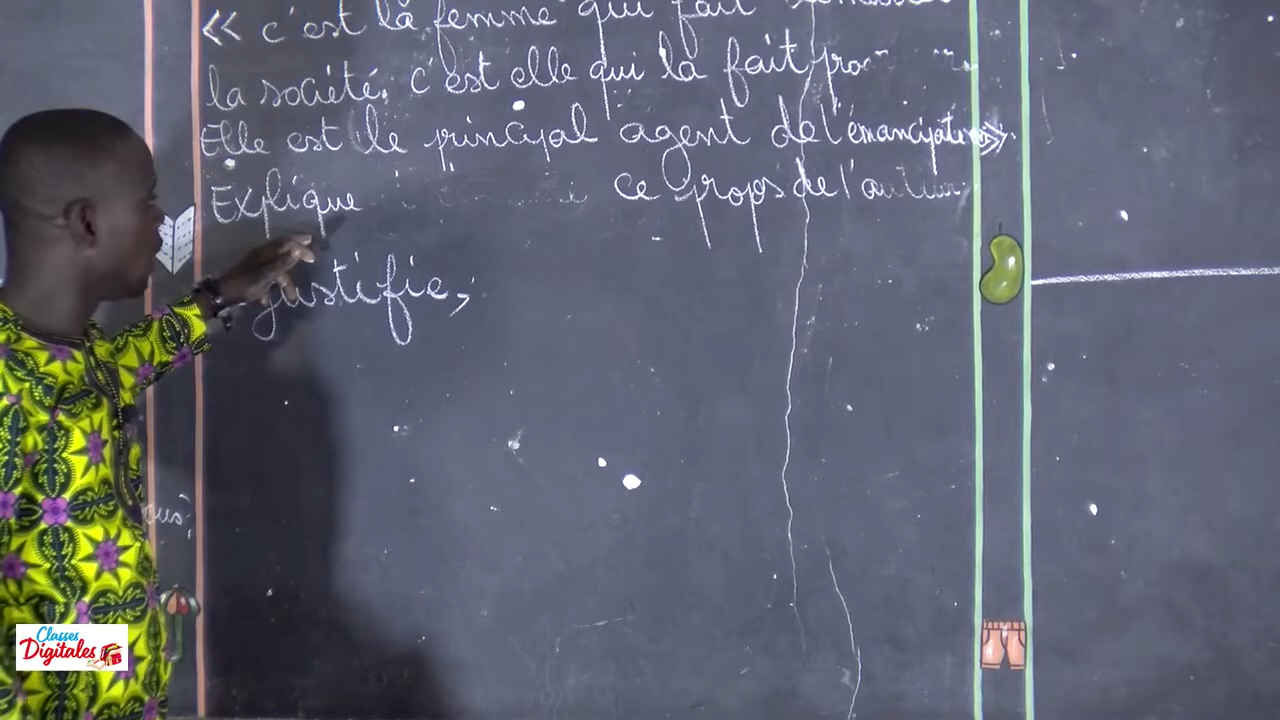 « c'est la femme qui fait
la société, c'est elle qui la fait
Elle est le principal agent de l'émancipation».
Explique ce propos de l'auteur
justifie,
ous,
Classes
Digitales